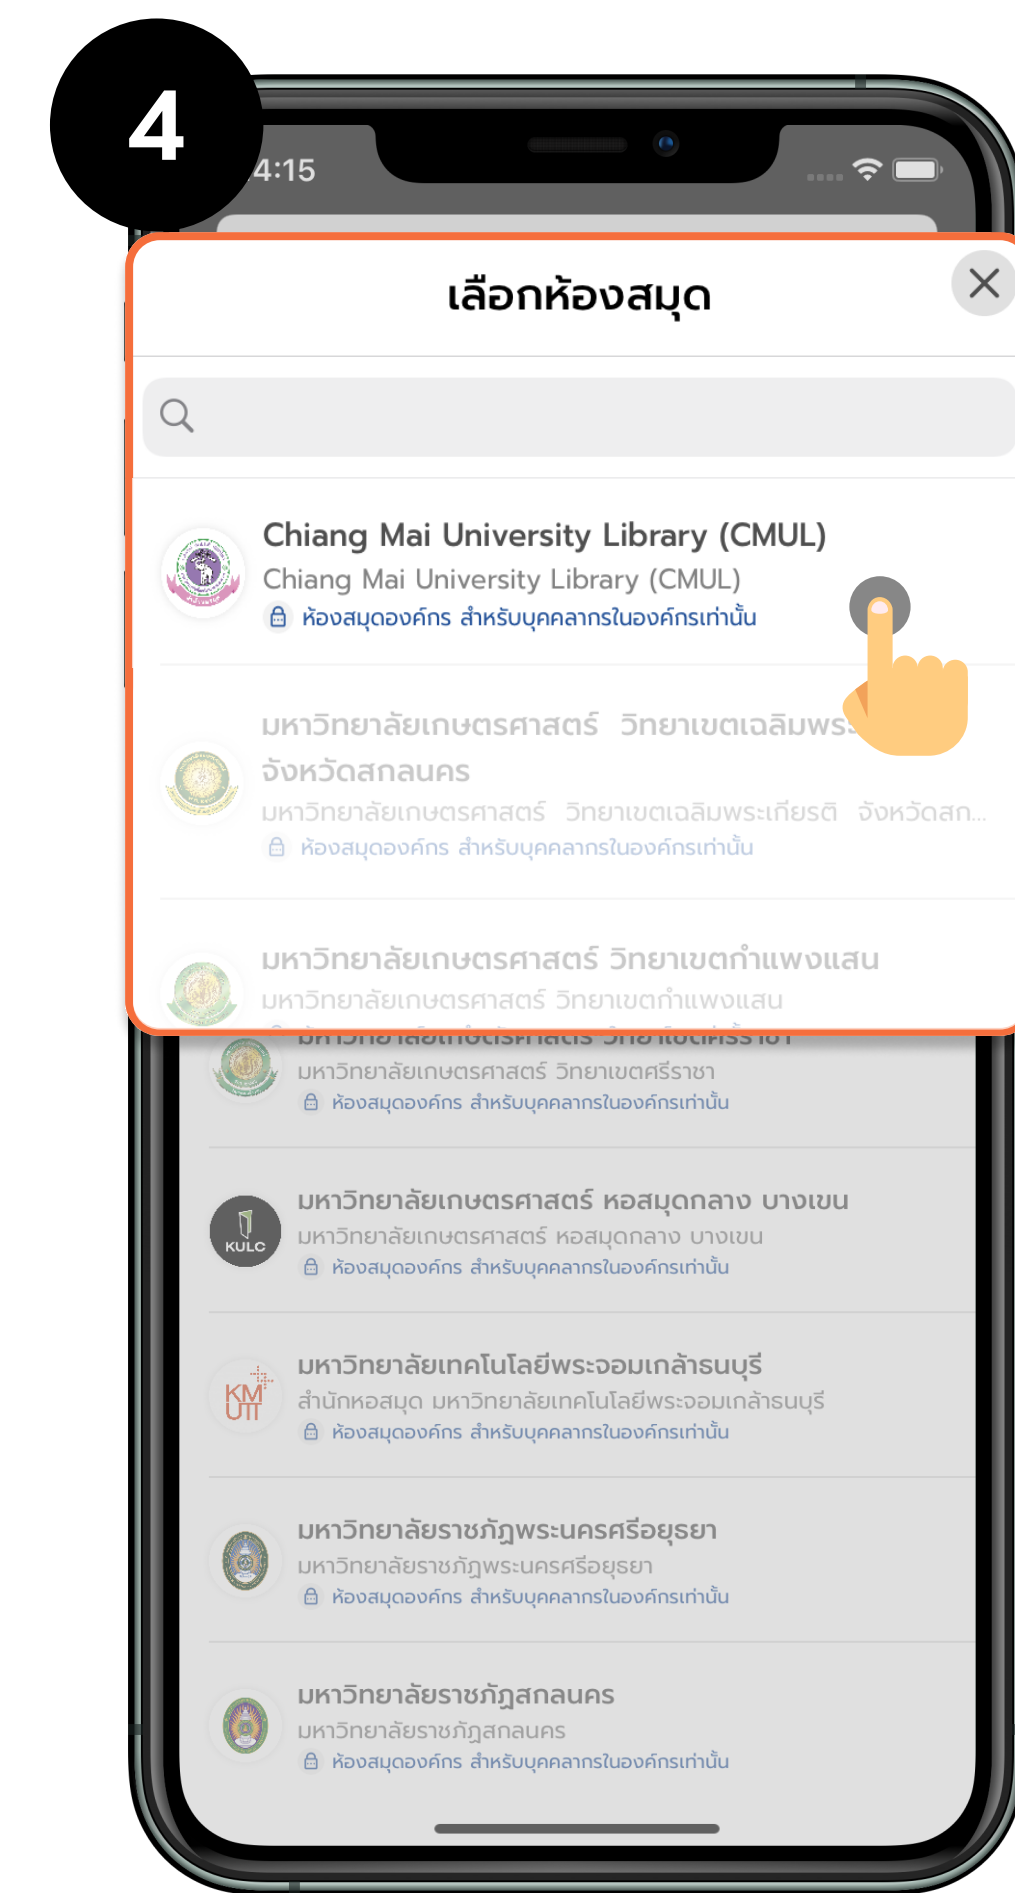 4
4:15
เลือกห้องสมุด
Chiang Mai University Library (CMUL)
Chiang Mai University Library (CMUL)
ห้องสมุดองค์กร สำหรับบุคคลากรในองค์กรเท่านั้น
มหาวิทยาลัยเกษตรศาสตร์ วิทยาเขตเฉลิมพระ
จังหวัดสกลนคร
มหาวิทยาลัยเกษตรศาสตร์ วิทยาเขตเฉลิมพระเกียรติ จังหวัดสก...
ห้องสมุดองค์กร สำหรับบุคคลากรในองค์กรเท่านั้น
มหาวิทยาลัยเกษตรศาสตร์ วิทยาเขตกำแพงแสน
มหาวิทยาลัยเกษตรศาสตร์ วิทยาเขตกำแพงแสน
มหาวิทยาลัยเกษตรศาสตร์ วิทยาเขตศรีราชา
มหาวิทยาลัยเกษตรศาสตร์ วิทยาเขตศรีราชา
ห้องสมุดองค์กร สำหรับบุคคลากรในองค์กรเท่านั้น
KULC
มหาวิทยาลัยเกษตรศาสตร์ หอสมุดกลาง บางเขน
มหาวิทยาลัยเกษตรศาสตร์ หอสมุดกลาง บางเขน
ห้องสมุดองค์กร สำหรับบุคคลากรในองค์กรเท่านั้น
KM
UTT
มหาวิทยาลัยเทคโนโลยีพระจอมเกล้าธนบุรี
สำนักหอสมุด มหาวิทยาลัยเทคโนโลยีพระจอมเกล้าธนบุรี
ห้องสมุดองค์กร สำหรับบุคคลากรในองค์กรเท่านั้น
มหาวิทยาลัยราชภัฏพระนครศรีอยุธยา
มหาวิทยาลัยราชภัฏพระนครศรีอยุธยา
ห้องสมุดองค์กร สำหรับบุคคลากรในองค์กรเท่านั้น
มหาวิทยาลัยราชภัฏสกลนคร
มหาวิทยาลัยราชภัฏสกลนคร
ห้องสมุดองค์กร สำหรับบุคคลากรในองค์กรเท่านั้น